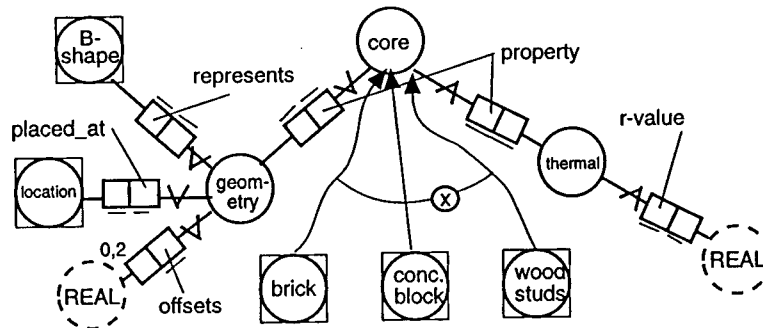 B-
shape
core
represents
property
placed_at
r-value
location
geom-
etry
thermal
X
0,2
REAL
offsets
brick
conc.
block
wood
studs
REAL